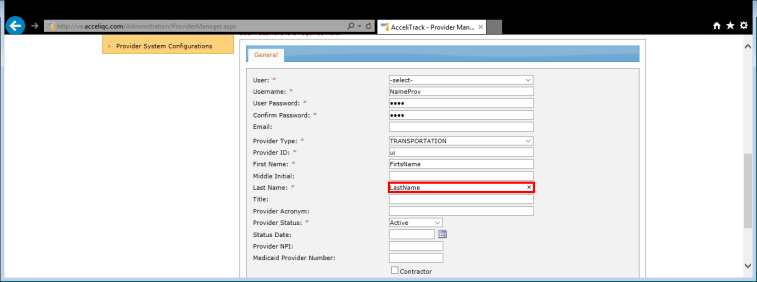 http://ve.acceliqc.com/Administration/ProviderManager.aspx
AcceliTrack - Provider Man...
Provider System Configurations
General
User: *
-select-
Username: *
NameProv
User Password: *
••••
Confirm Password: *
••••
Email:
Provider Type: *
TRANSPORTATION
Provider ID: *
ui
First Name: *
FirtsName
Middle Initial:
Last Name: *
LastName
Title:
Provider Acronym:
Provider Status: *
Active
Status Date:
Provider NPI:
Medicaid Provider Number:
Contractor